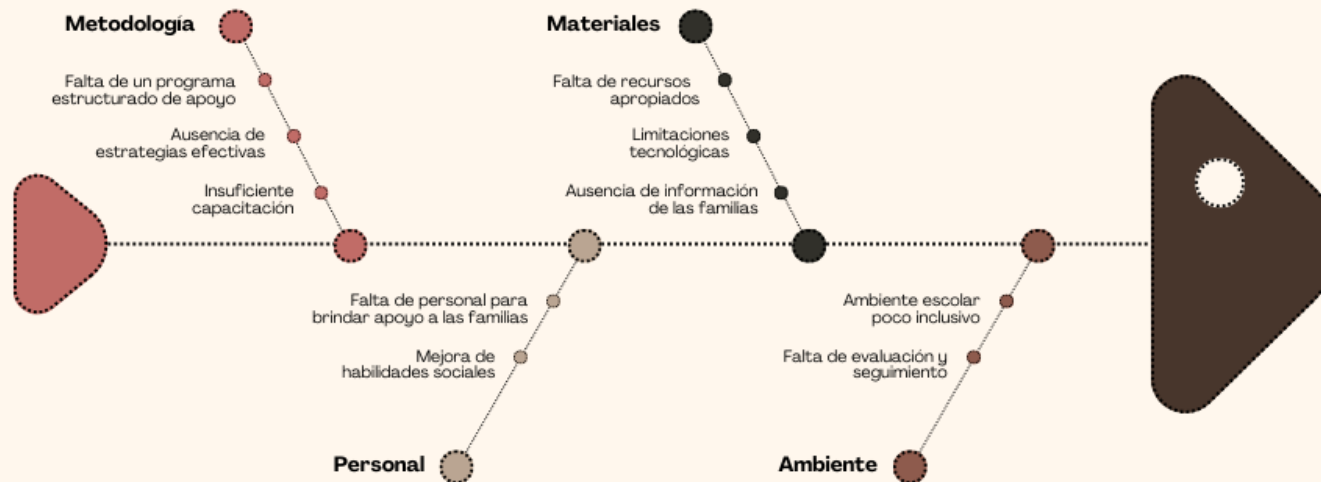 Metodología
Falta de un programa
estructurado de apoyo
Ausencia de
estrategias efectivas
Insuficiente
capacitación
Materiales
Falta de recursos
apropiados
Limitaciones
tecnológicas
Ausencia de información
de las familias
Falta de personal para
brindar apoyo a las familias
Mejora de
habilidades sociales
Personal
Ambiente escolar
poco inclusivo
Falta de evaluación y
seguimiento
Ambiente